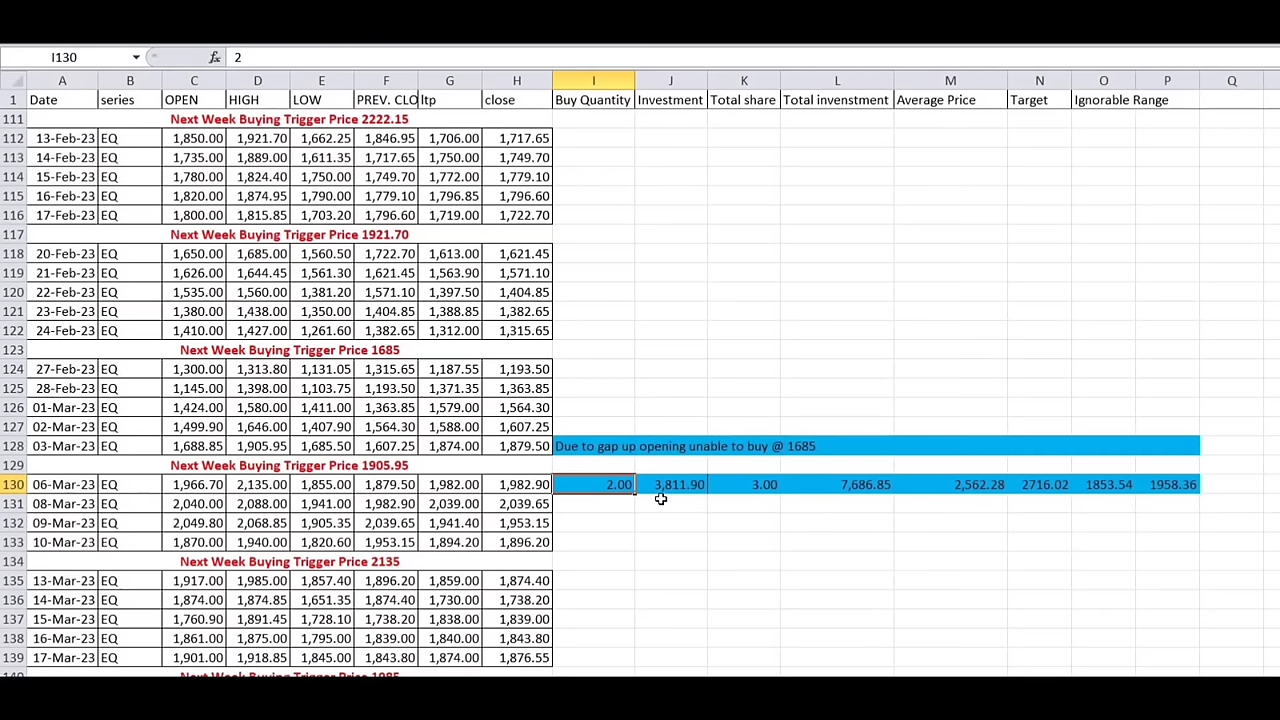 I130 fx 2
A B C D E F G H I J K L M N O P Q
1 Date series OPEN HIGH LOW PREV. CLO ltp close Buy Quantity Investment Total share Total invenstment Average Price Target Ignorable Range
111 Next Week Buying Trigger Price 2222.15
112 13-Feb-23 EQ 1,850.00 1,921.70 1,662.25 1,846.95 1,706.00 1,717.65
113 14-Feb-23 EQ 1,735.00 1,889.00 1,611.35 1,717.65 1,750.00 1,749.70
114 15-Feb-23 EQ 1,780.00 1,824.40 1,750.00 1,749.70 1,772.00 1,779.10
115 16-Feb-23 EQ 1,820.00 1,874.95 1,790.00 1,779.10 1,796.85 1,796.60
116 17-Feb-23 EQ 1,800.00 1,815.85 1,703.20 1,796.60 1,719.00 1,722.70
117 Next Week Buying Trigger Price 1921.70
118 20-Feb-23 EQ 1,650.00 1,685.00 1,560.50 1,722.70 1,613.00 1,621.45
119 21-Feb-23 EQ 1,626.00 1,644.45 1,561.30 1,621.45 1,563.90 1,571.10
120 22-Feb-23 EQ 1,535.00 1,560.00 1,381.20 1,571.10 1,397.50 1,404.85
121 23-Feb-23 EQ 1,380.00 1,438.00 1,350.00 1,404.85 1,388.85 1,382.65
122 24-Feb-23 EQ 1,410.00 1,427.00 1,261.60 1,382.65 1,312.00 1,315.65
123 Next Week Buying Trigger Price 1685
124 27-Feb-23 EQ 1,300.00 1,313.80 1,131.05 1,315.65 1,187.55 1,193.50
125 28-Feb-23 EQ 1,145.00 1,398.00 1,103.75 1,193.50 1,371.35 1,363.85
126 01-Mar-23 EQ 1,424.00 1,580.00 1,411.00 1,363.85 1,579.00 1,564.30
127 02-Mar-23 EQ 1,499.90 1,646.00 1,407.90 1,564.30 1,588.00 1,607.25
128 03-Mar-23 EQ 1,688.85 1,905.95 1,685.50 1,607.25 1,874.00 1,879.50 Due to gap up opening unable to buy @ 1685
129 Next Week Buying Trigger Price 1905.95
130 06-Mar-23 EQ 1,966.70 2,135.00 1,855.00 1,879.50 1,982.00 1,982.90 2.00 3,811.90 3.00 7,686.85 2,562.28 2716.02 1853.54 1958.36
131 08-Mar-23 EQ 2,040.00 2,088.00 1,941.00 1,982.90 2,039.00 2,039.65
132 09-Mar-23 EQ 2,049.80 2,068.85 1,905.35 2,039.65 1,941.40 1,953.15
133 10-Mar-23 EQ 1,870.00 1,940.00 1,820.60 1,953.15 1,894.20 1,896.20
134 Next Week Buying Trigger Price 2135
135 13-Mar-23 EQ 1,917.00 1,985.00 1,857.40 1,896.20 1,859.00 1,874.40
136 14-Mar-23 EQ 1,874.00 1,874.85 1,651.35 1,874.40 1,730.00 1,738.20
137 15-Mar-23 EQ 1,760.90 1,891.45 1,728.10 1,738.20 1,838.00 1,839.00
138 16-Mar-23 EQ 1,861.00 1,875.00 1,795.00 1,839.00 1,840.00 1,843.80
139 17-Mar-23 EQ 1,901.00 1,918.85 1,845.00 1,843.80 1,874.00 1,876.55
140 Next Week Buying Trigger Price 1985